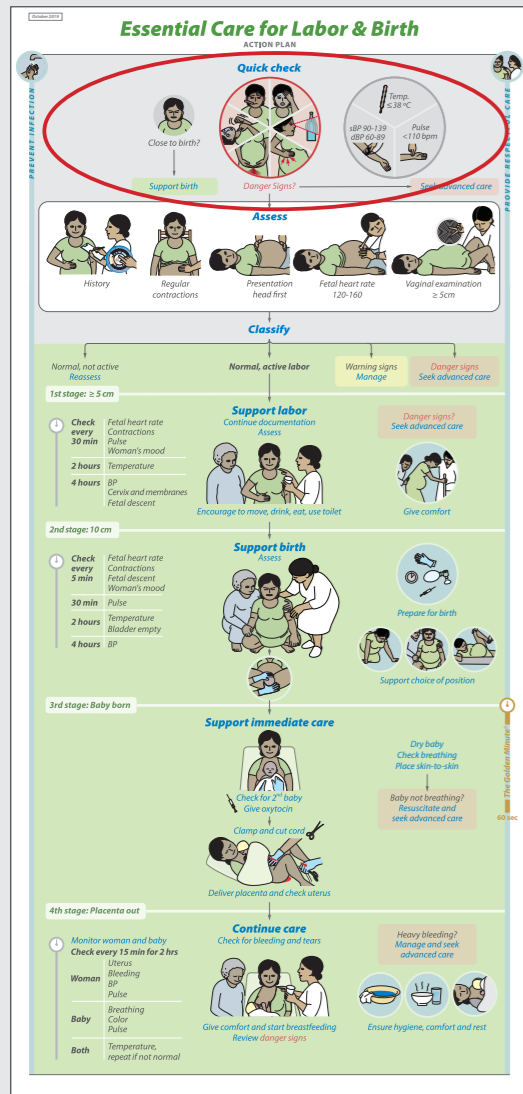 October 2019
Essential Care for Labor & Birth
ACTION PLAN
PREVENT INFECTION
PROVIDE RESPECTFUL CARE
Quick check
Close to birth?
Temp.
≤38 ºC
sBP 90-139
dBP 60-89
Pulse
<110 bpm
Support birth
Danger Signs?
Seek advanced care
Assess
History
Regular
contractions
Presentation
head first
Fetal heart rate
120-160
Vaginal examination
≥ 5cm
Classify
Normal, not active
Reassess
Normal, active labor
Warning signs
Manage
Danger signs
Seek advanced care
1st stage: ≥ 5 cm
Check
every
30 min
Fetal heart rate
Contractions
Pulse
Woman's mood
2 hours
Temperature
4 hours
BP
Cervix and membranes
Fetal descent
Support labor
Continue documentation
Assess
Encourage to move, drink, eat, use toilet
Danger signs?
Seek advanced care
Give comfort
2nd stage: 10 cm
Check
every
5 min
Fetal heart rate
Contractions
Fetal descent
Woman's mood
30 min
Pulse
2 hours
Temperature
Bladder empty
4 hours
BP
Support birth
Assess
Prepare for birth
Support choice of position
3rd stage: Baby born
Support immediate care
Check for 2nd baby
Give oxytocin
Clamp and cut cord
Deliver placenta and check uterus
Dry baby
Check breathing
Place skin-to-skin
Baby not breathing?
Resuscitate and
seek advanced care
The Golden Minute®
60 sec
4th stage: Placenta out
Monitor woman and baby
Check every 15 min for 2 hrs
Woman
Uterus
Bleeding
BP
Pulse
Baby
Breathing
Color
Pulse
Both
Temperature,
repeat if not normal
Continue care
Check for bleeding and tears
Give comfort and start breastfeeding
Review danger signs
Heavy bleeding?
Manage and seek
advanced care
Ensure hygiene, comfort and rest